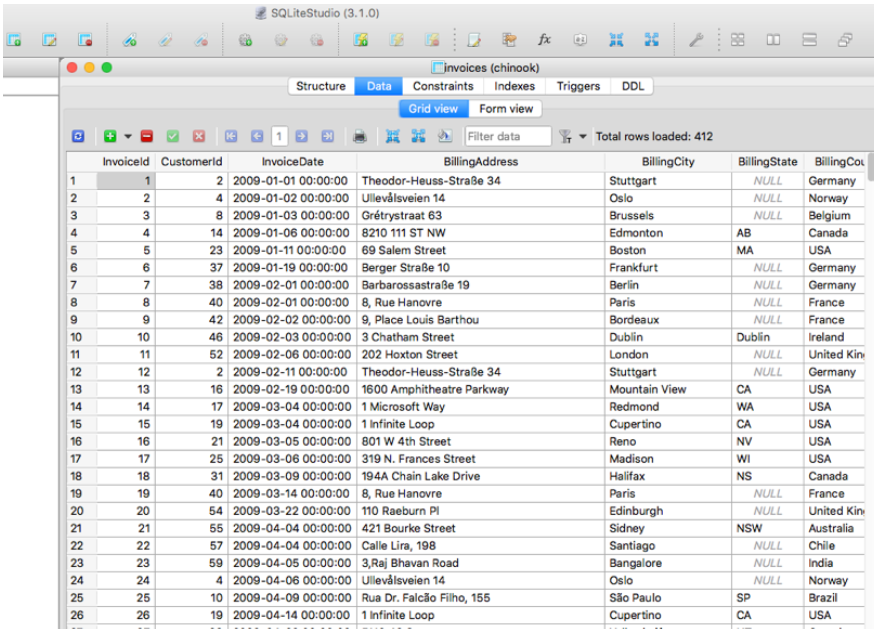 SQLiteStudio (3.1.0)
invoices (chinook)
Structure Data Constraints Indexes Triggers DDL
Grid view Form view
1 Filter data Total rows loaded: 412
InvoiceId CustomerId InvoiceDate BillingAddress BillingCity BillingState BillingCou
1 1 2 2009-01-01 00:00:00 Theodor-Heuss-Straße 34 Stuttgart NULL Germany
2 2 4 2009-01-02 00:00:00 Ullevålsveien 14 Oslo NULL Norway
3 3 8 2009-01-03 00:00:00 Grétrystraat 63 Brussels NULL Belgium
4 4 14 2009-01-06 00:00:00 8210 111 ST NW Edmonton AB Canada
5 5 23 2009-01-11 00:00:00 69 Salem Street Boston MA USA
6 6 37 2009-01-19 00:00:00 Berger Straße 10 Frankfurt NULL Germany
7 7 38 2009-02-01 00:00:00 Barbarossastraße 19 Berlin NULL Germany
8 8 40 2009-02-01 00:00:00 8, Rue Hanovre Paris NULL France
9 9 42 2009-02-02 00:00:00 9, Place Louis Barthou Bordeaux NULL France
10 10 46 2009-02-03 00:00:00 3 Chatham Street Dublin Dublin Ireland
11 11 52 2009-02-06 00:00:00 202 Hoxton Street London NULL United Kin
12 12 2 2009-02-11 00:00:00 Theodor-Heuss-Straße 34 Stuttgart NULL Germany
13 13 16 2009-02-19 00:00:00 1600 Amphitheatre Parkway Mountain View CA USA
14 14 17 2009-03-04 00:00:00 1 Microsoft Way Redmond WA USA
15 15 19 2009-03-04 00:00:00 1 Infinite Loop Cupertino CA USA
16 16 21 2009-03-05 00:00:00 801 W 4th Street Reno NV USA
17 17 25 2009-03-06 00:00:00 319 N. Frances Street Madison WI USA
18 18 31 2009-03-09 00:00:00 194A Chain Lake Drive Halifax NS Canada
19 19 40 2009-03-14 00:00:00 8, Rue Hanovre Paris NULL France
20 20 54 2009-03-22 00:00:00 110 Raeburn Pl Edinburgh NULL United Kin
21 21 55 2009-04-04 00:00:00 421 Bourke Street Sidney NSW Australia
22 22 57 2009-04-04 00:00:00 Calle Lira, 198 Santiago NULL Chile
23 23 59 2009-04-05 00:00:00 3,Raj Bhavan Road Bangalore NULL India
24 24 4 2009-04-06 00:00:00 Ullevålsveien 14 Oslo NULL Norway
25 25 10 2009-04-09 00:00:00 Rua Dr. Falcão Filho, 155 São Paulo SP Brazil
26 26 19 2009-04-14 00:00:00 1 Infinite Loop Cupertino CA USA